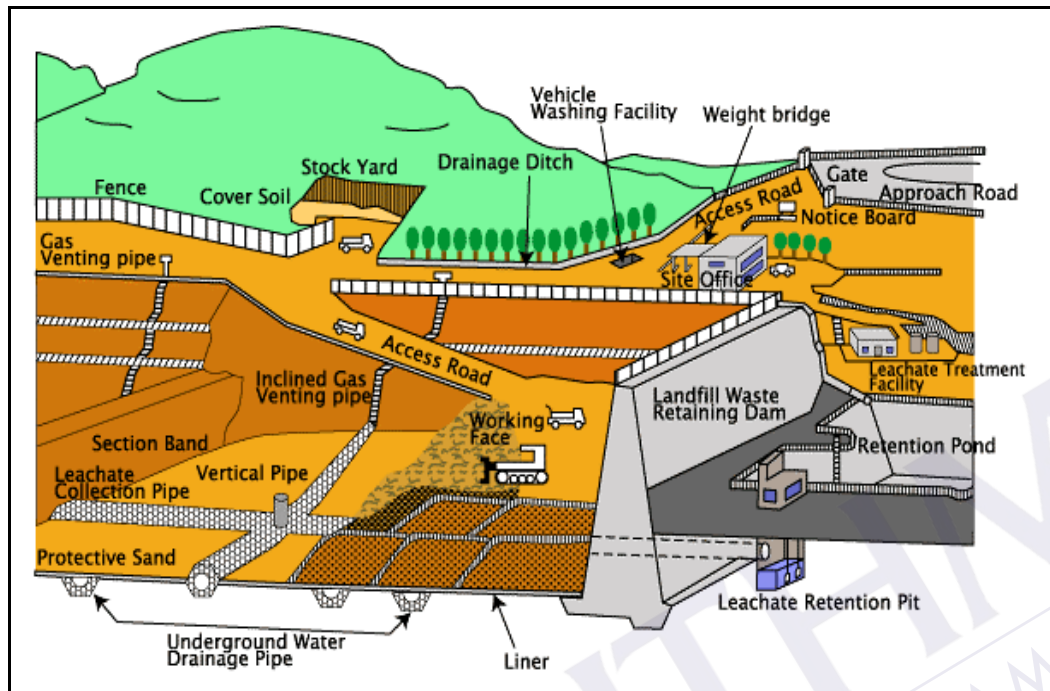 Vehicle
Washing Facility
Weight bridge
Stock Yard
Drainage Ditch
Gate
Fence
Cover Soil
Access Road
Approach Road
Notice Board
Gas
Venting pipe
Site Office
Access Road
Leachate Treatment
Facility
Inclined Gas
Venting pipe
Landfill Waste
Retaining Dam
Working
Face
Section Band
Retention Pond
Leachate
Collection Pipe
Vertical Pipe
Protective Sand
Leachate Retention Pit
Underground Water
Drainage Pipe
Liner